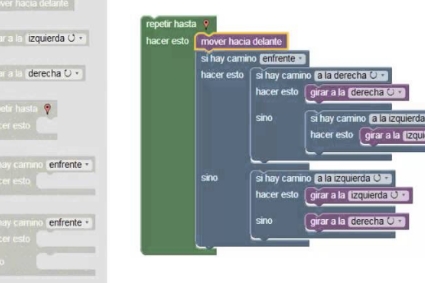 mover hacia delante
girar a la izquierda
girar a la derecha
repetir hasta
hacer esto
si hay camino enfrente
hacer esto
si hay camino enfrente
hacer esto
repetir hasta
hacer esto mover hacia delante
si hay camino enfrente
hacer esto si hay camino a la derecha
hacer esto girar a la derecha
sino si hay camino a la izquierda
hacer esto girar a la
sino si hay camino a la izquierda
hacer esto girar a la izquierda
sino girar a la derecha